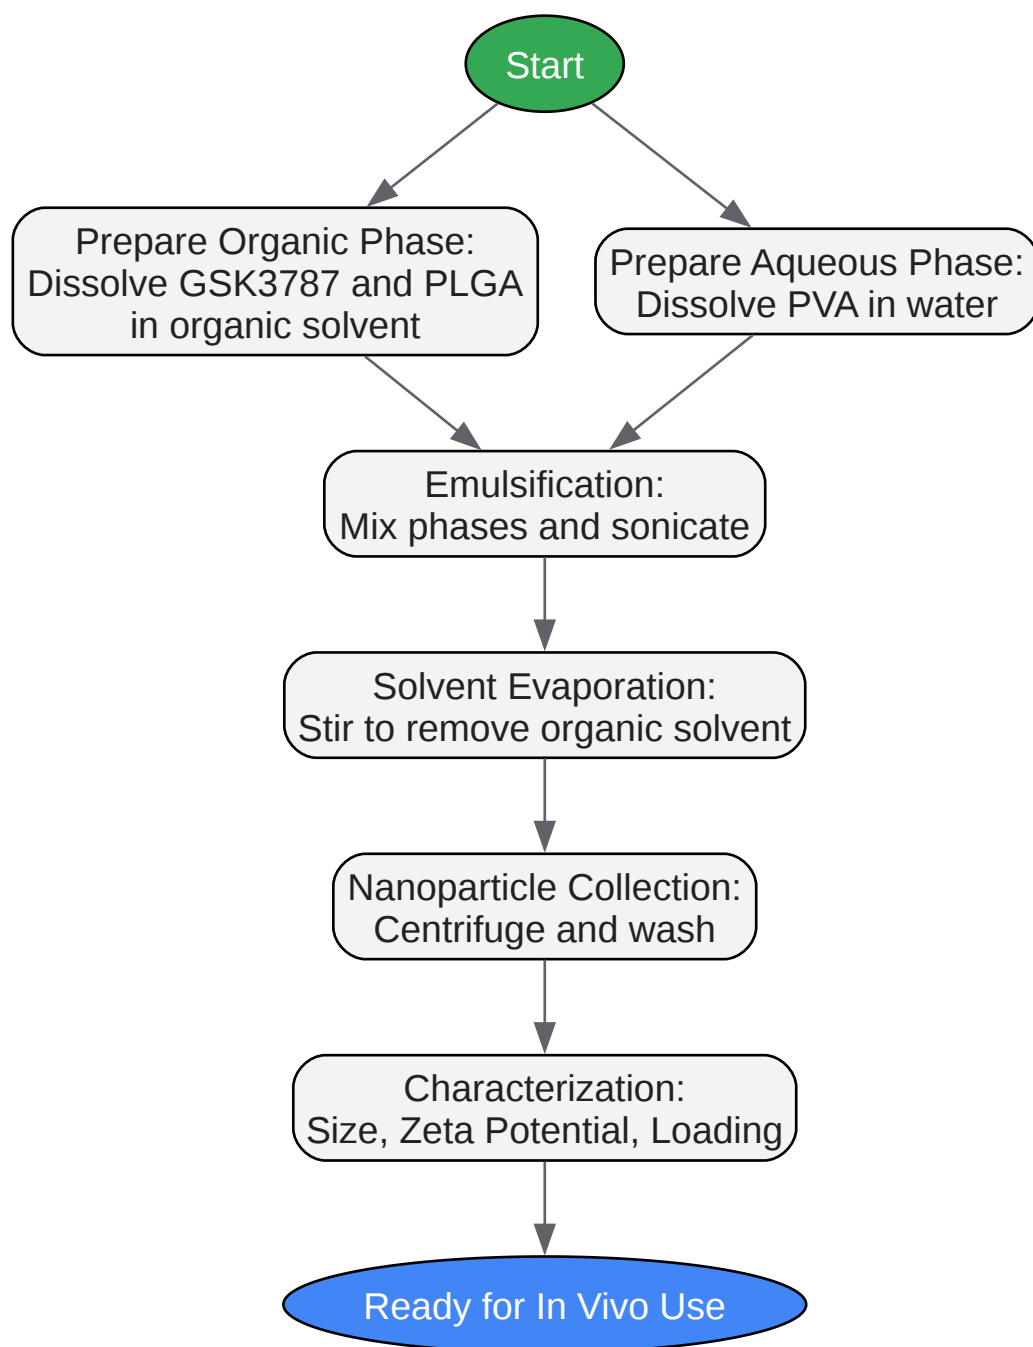 Start
Prepare Organic Phase:
Dissolve GSK3787 and PLGA
in organic solvent
Prepare Aqueous Phase:
Dissolve PVA in water
Emulsification:
Mix phases and sonicate
Solvent Evaporation:
Stir to remove organic solvent
Nanoparticle Collection:
Centrifuge and wash
Characterization:
Size, Zeta Potential, Loading
Ready for In Vivo Use